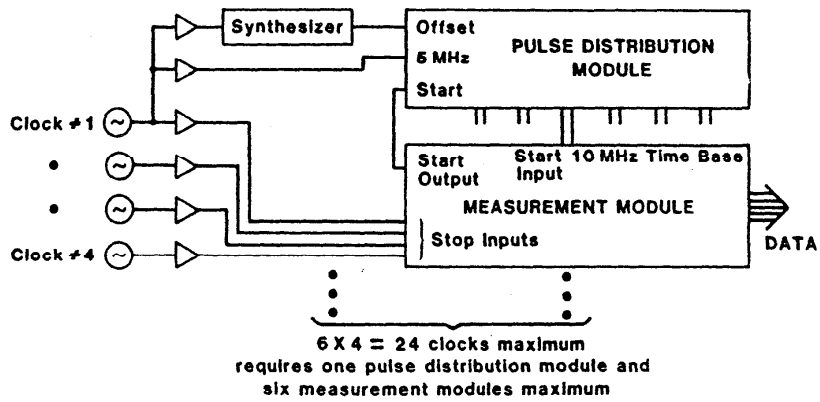 Synthesizer
Offset
5 MHz
Start
PULSE DISTRIBUTION
MODULE
Clock ≠1
Clock ≠4
Start
Output
Start 10 MHz Time Base
Input
MEASUREMENT MODULE
Stop Inputs
DATA
6 X 4 = 24 clocks maximum
requires one pulse distribution module and
six measurement modules maximum